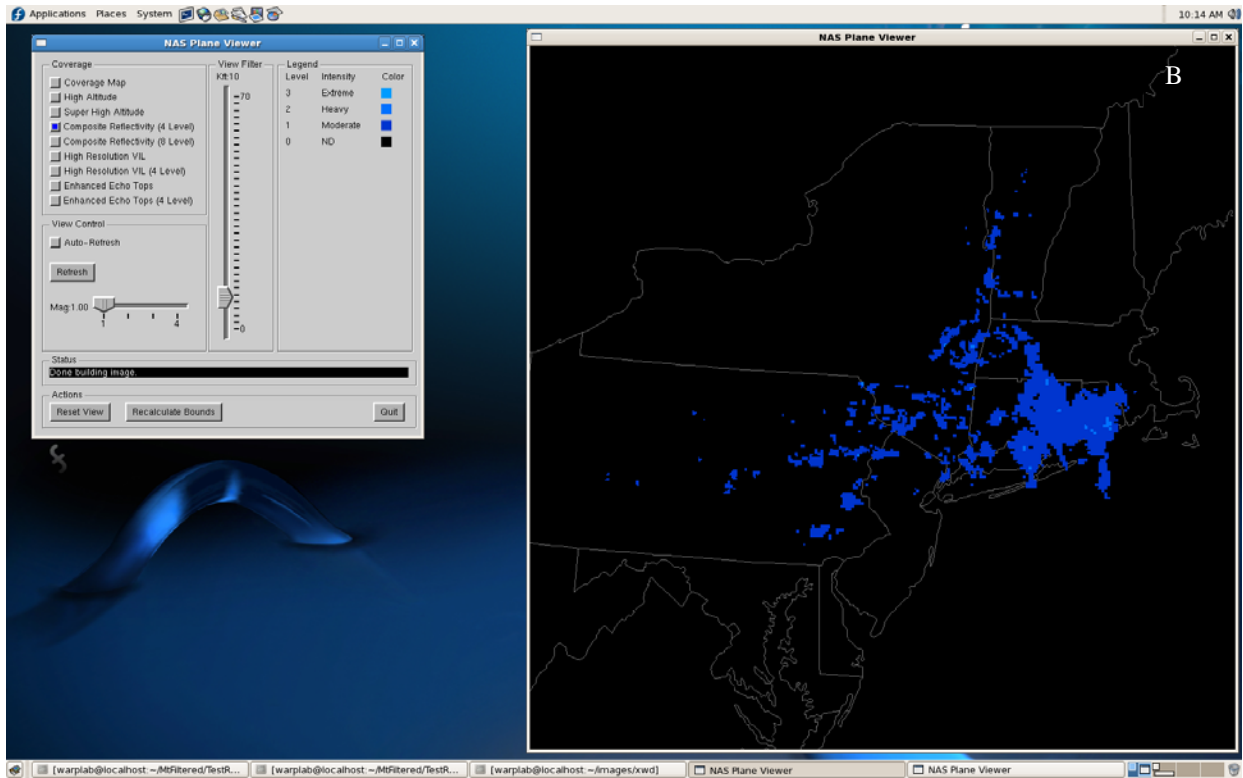 Applications Places System
10:14 AM
NAS Plane Viewer
Coverage
Coverage Map
High Altitude
Super High Altitude
Composite Reflectivity (4 Level)
Composite Reflectivity (8 Level)
High Resolution VIL
High Resolution VIL (4 Level)
Enhanced Echo Tops
Enhanced Echo Tops (4 Level)
View Control
Auto-Refresh
Refresh
Mag:1.00
1 4
View Filter
Kft:10
70
0
Legend
Level Intensity Color
3 Extreme
2 Heavy
1 Moderate
0 ND
Status
Done building image.
Actions
Reset View Recalculate Bounds Quit
NAS Plane Viewer
B
[warplab@localhost:~/MtFiltered/TestR... [warplab@localhost:~/MtFiltered/TestR... [warplab@localhost:~/images/xwd] NAS Plane Viewer NAS Plane Viewer